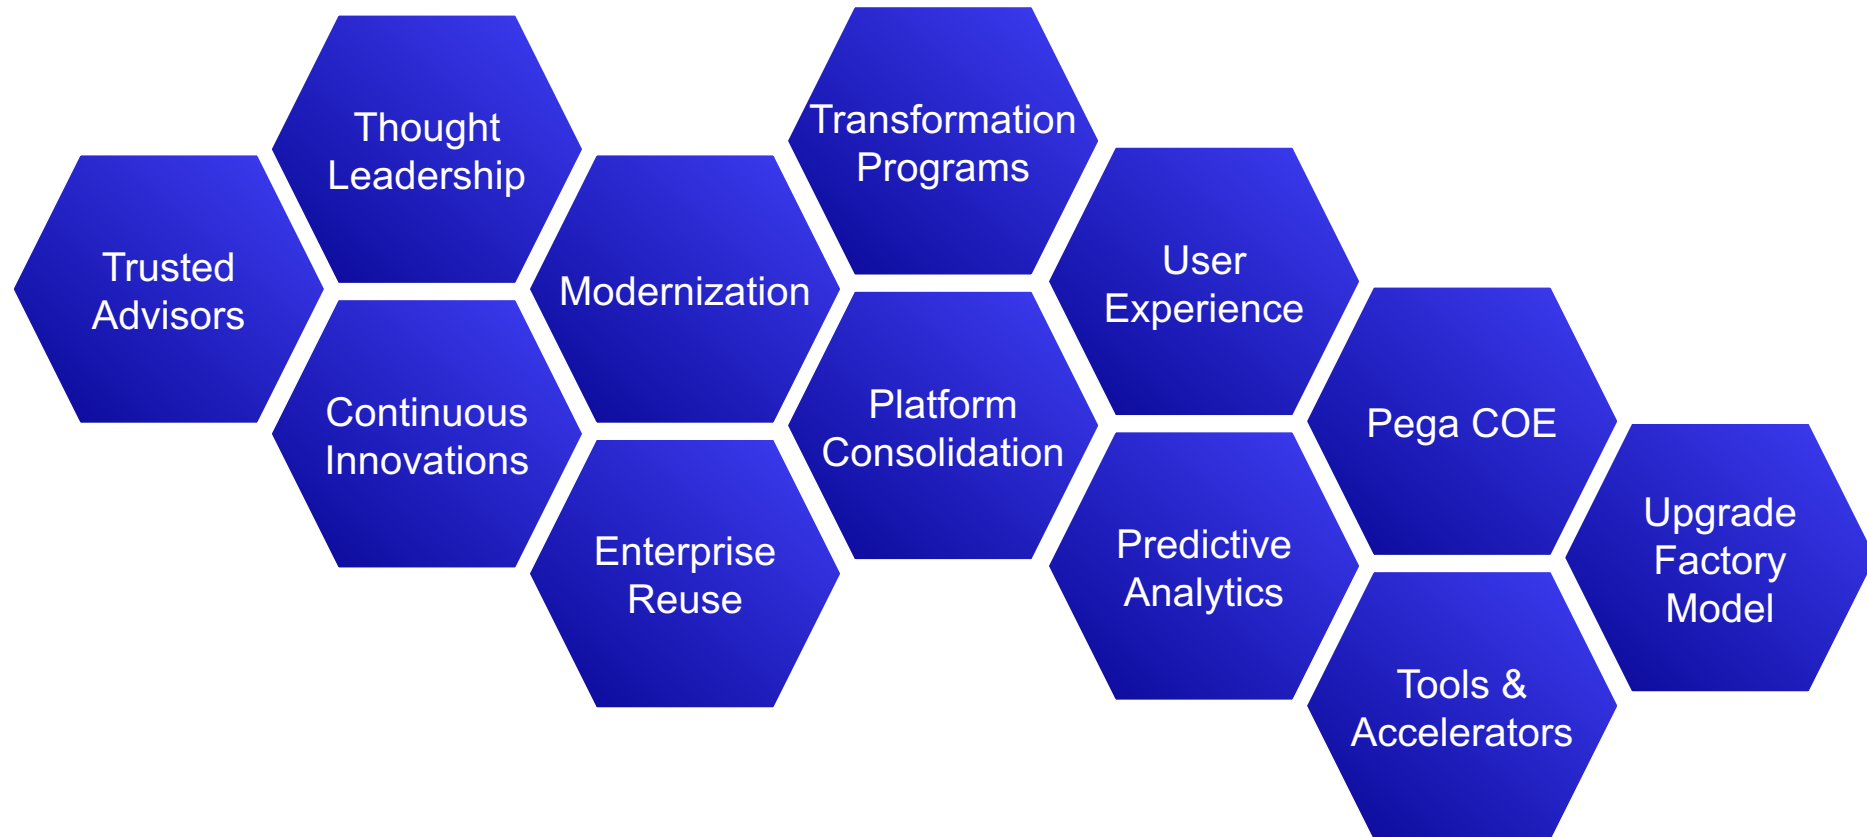 Trusted
Advisors
Thought
Leadership
Continuous
Innovations
Modernization
Enterprise
Reuse
Transformation
Programs
Platform
Consolidation
User
Experience
Predictive
Analytics
Pega COE
Tools &
Accelerators
Upgrade
Factory
Model